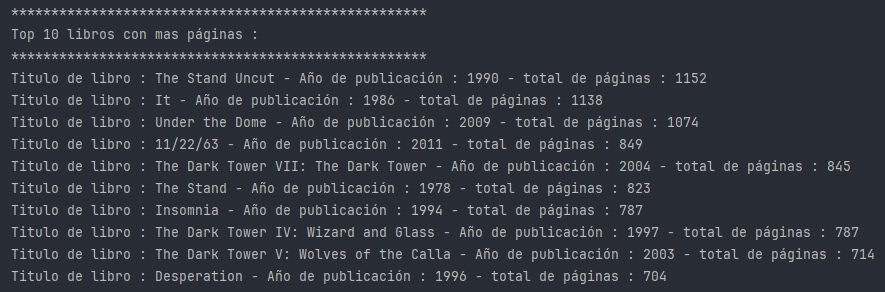 ****************************************************
Top 10 libros con mas páginas :
****************************************************
Titulo de libro : The Stand Uncut - Año de publicación : 1990 - total de páginas : 1152
Titulo de libro : It - Año de publicación : 1986 - total de páginas : 1138
Titulo de libro : Under the Dome - Año de publicación : 2009 - total de páginas : 1074
Titulo de libro : 11/22/63 - Año de publicación : 2011 - total de páginas : 849
Titulo de libro : The Dark Tower VII: The Dark Tower - Año de publicación : 2004 - total de páginas : 845
Titulo de libro : The Stand - Año de publicación : 1978 - total de páginas : 823
Titulo de libro : Insomnia - Año de publicación : 1994 - total de páginas : 787
Titulo de libro : The Dark Tower IV: Wizard and Glass - Año de publicación : 1997 - total de páginas : 787
Titulo de libro : The Dark Tower V: Wolves of the Calla - Año de publicación : 2003 - total de páginas : 714
Titulo de libro : Desperation - Año de publicación : 1996 - total de páginas : 704